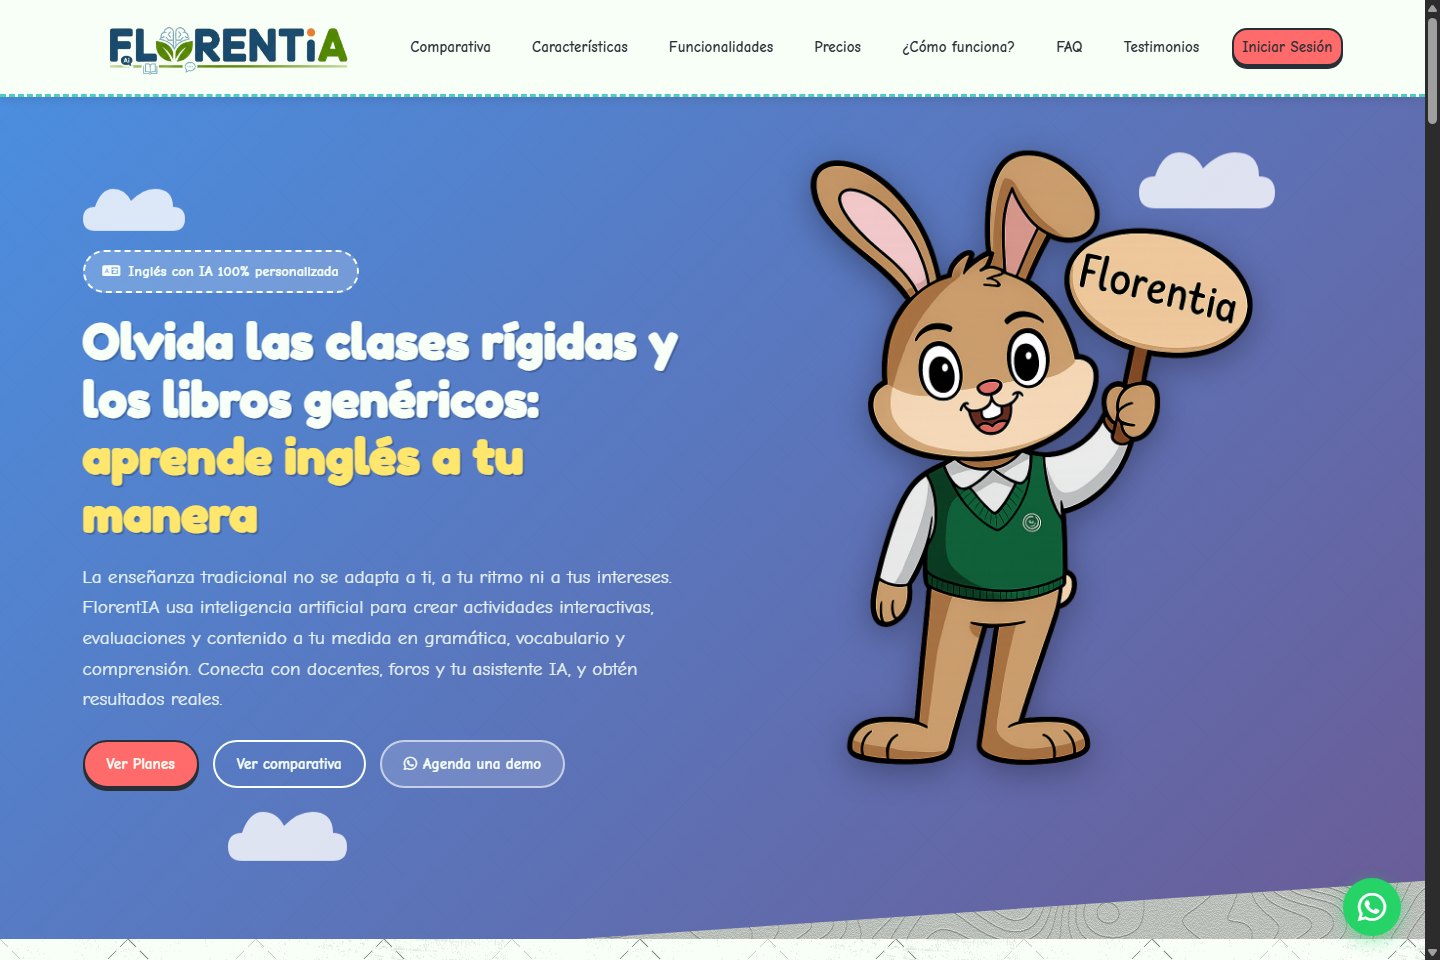 FLORENTiA
Comparativa
Características
Funcionalidades
Precios
¿Cómo funciona?
FAQ
Testimonios
Iniciar Sesión
Inglés con IA 100% personalizada
Olvida las clases rígidas y
los libros genéricos:
aprende inglés a tu
manera
La enseñanza tradicional no se adapta a ti, a tu ritmo ni a tus intereses.
FlorentIA usa inteligencia artificial para crear actividades interactivas,
evaluaciones y contenido a tu medida en gramática, vocabulario y
comprensión. Conecta con docentes, foros y tu asistente IA, y obtén
resultados reales.
Ver Planes
Ver comparativa
Agenda una demo
Florentia